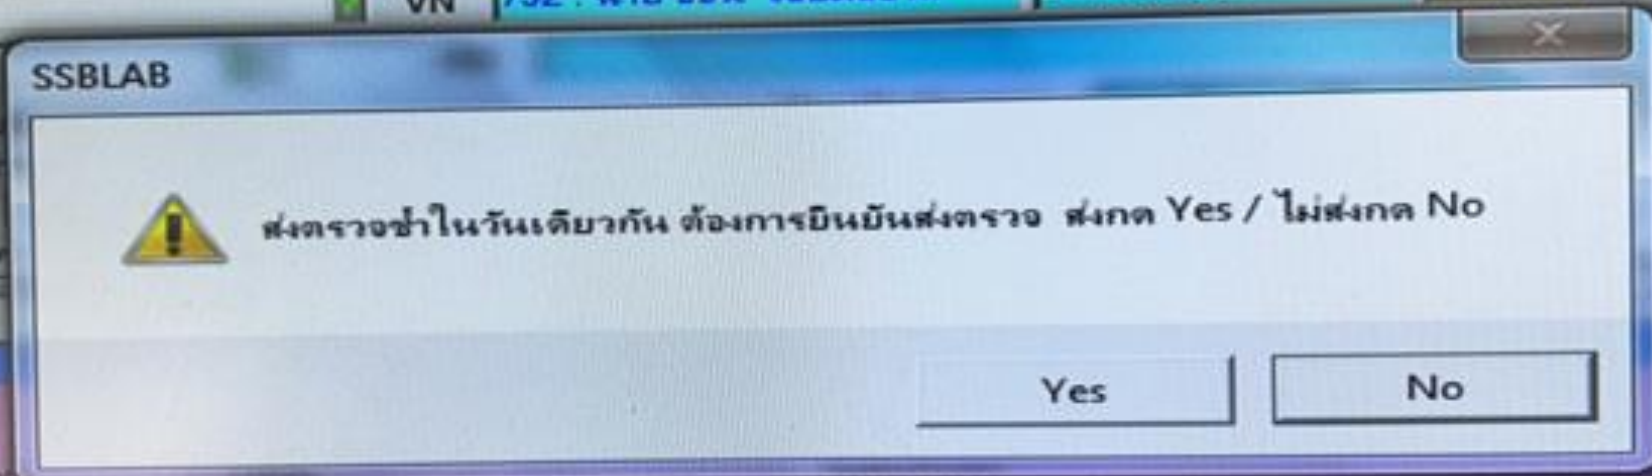 VN
SSBLAB
ส่งตรวจซ้ำในวันเดียวกัน ต้องการยืนยันส่งตรวจ ส่งกด Yes / ไม่ส่งกด No
Yes
No